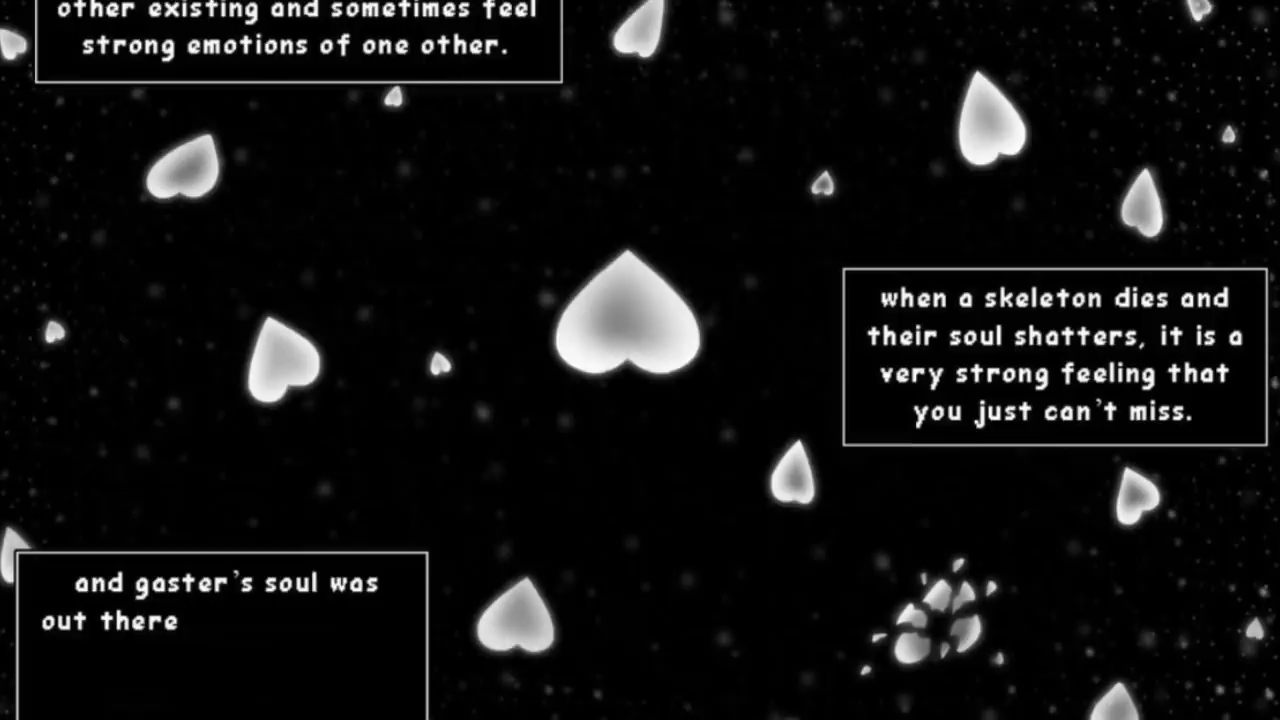 other existing and sometimes feel
strong emotions of one other.
when a skeleton dies and
their soul shatters, it is a
very strong feeling that
you just can't miss.
and gaster's soul was
out there